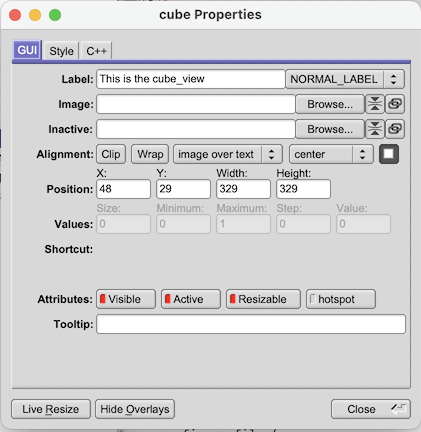 cube Properties
GUI Style C++
Label: This is the cube_view NORMAL_LABEL
Image: Browse...
Inactive: Browse...
Alignment: Clip Wrap image over text center
X: Y: Width: Height:
Position: 48 29 329 329
Size: Minimum: Maximum: Step: Value:
Values: 0 0 1 0 0
Shortcut:
Attributes: Visible Active Resizable hotspot
Tooltip:
Live Resize Hide Overlays Close